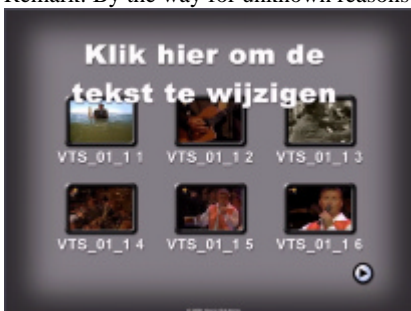 Remark: By the way for unknown reasons
Klik hier om de
tekst te wijzigen
VTS_01_1 1 VTS_01_1 2 VTS_01_1 3
VTS_01_1 4 VTS_01_1 5 VTS_01_1 6